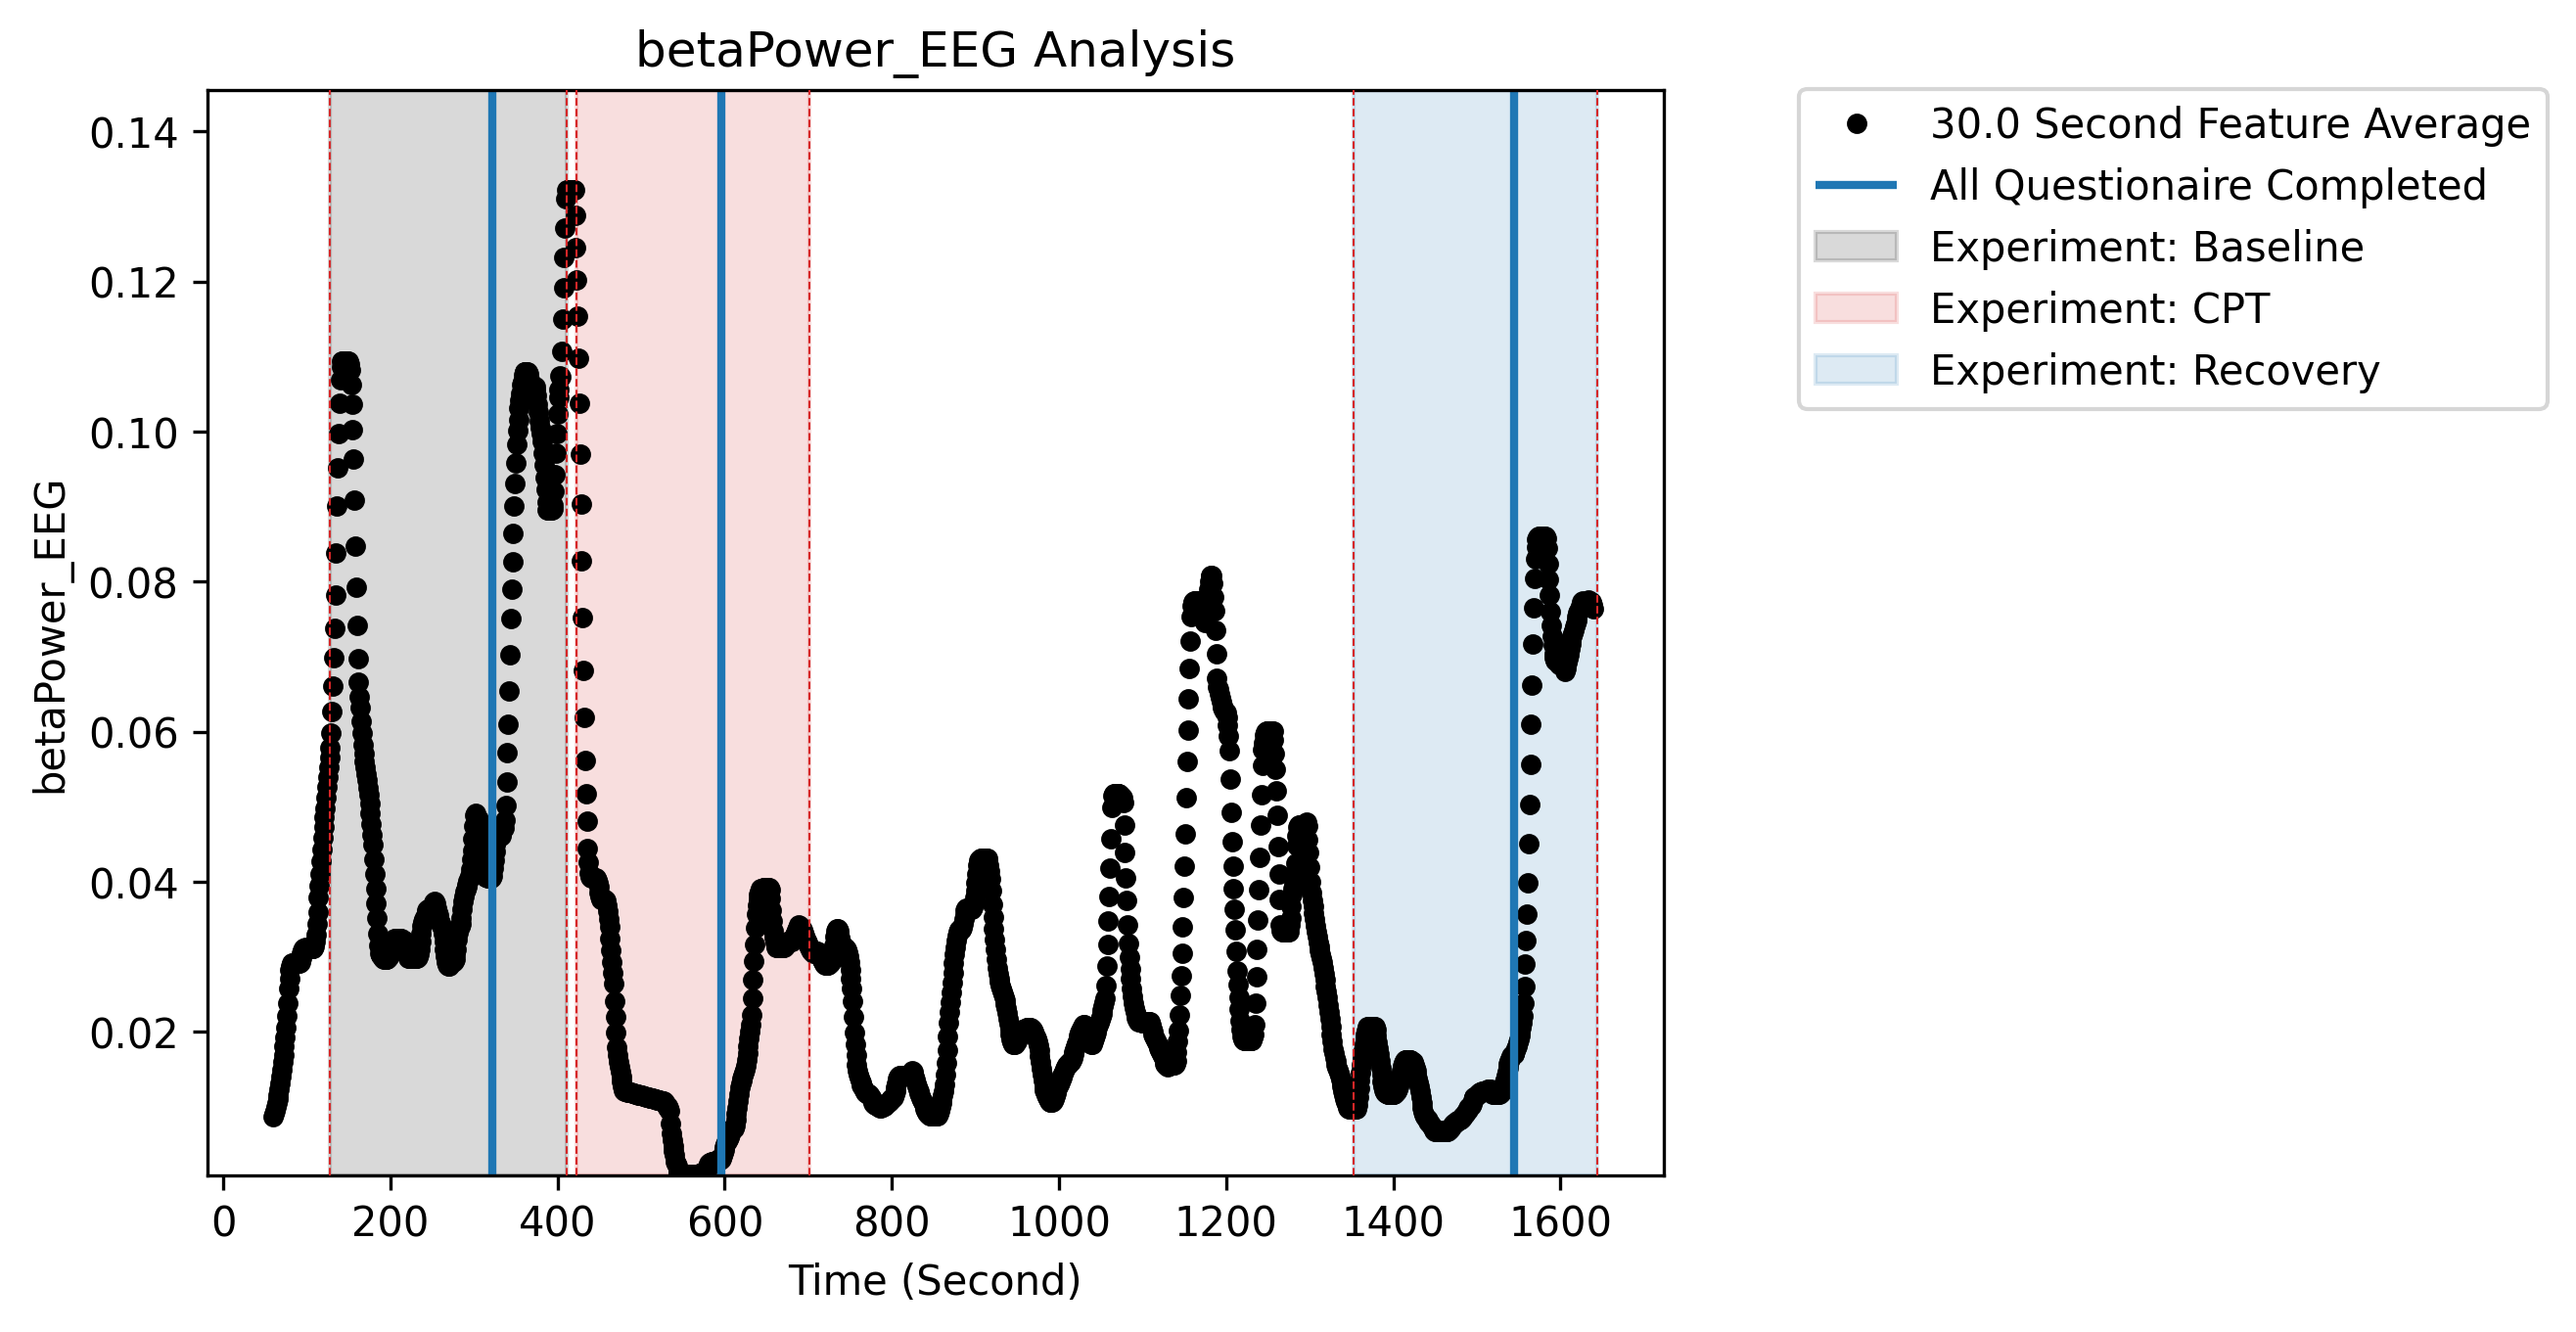 betaPower_EEG Analysis
betaPower_EEG
0.14
0.12
0.10
0.08
0.06
0.04
0.02
0 200 400 600 800 1000 1200 1400 1600
Time (Second)
30.0 Second Feature Average
All Questionaire Completed
Experiment: Baseline
Experiment: CPT
Experiment: Recovery